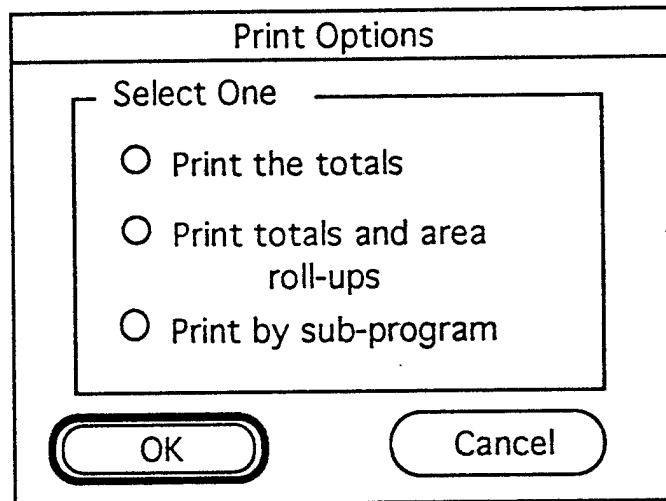 Print Options
Select One
Print the totals
Print totals and area
roll-ups
Print by sub-program
OK
Cancel